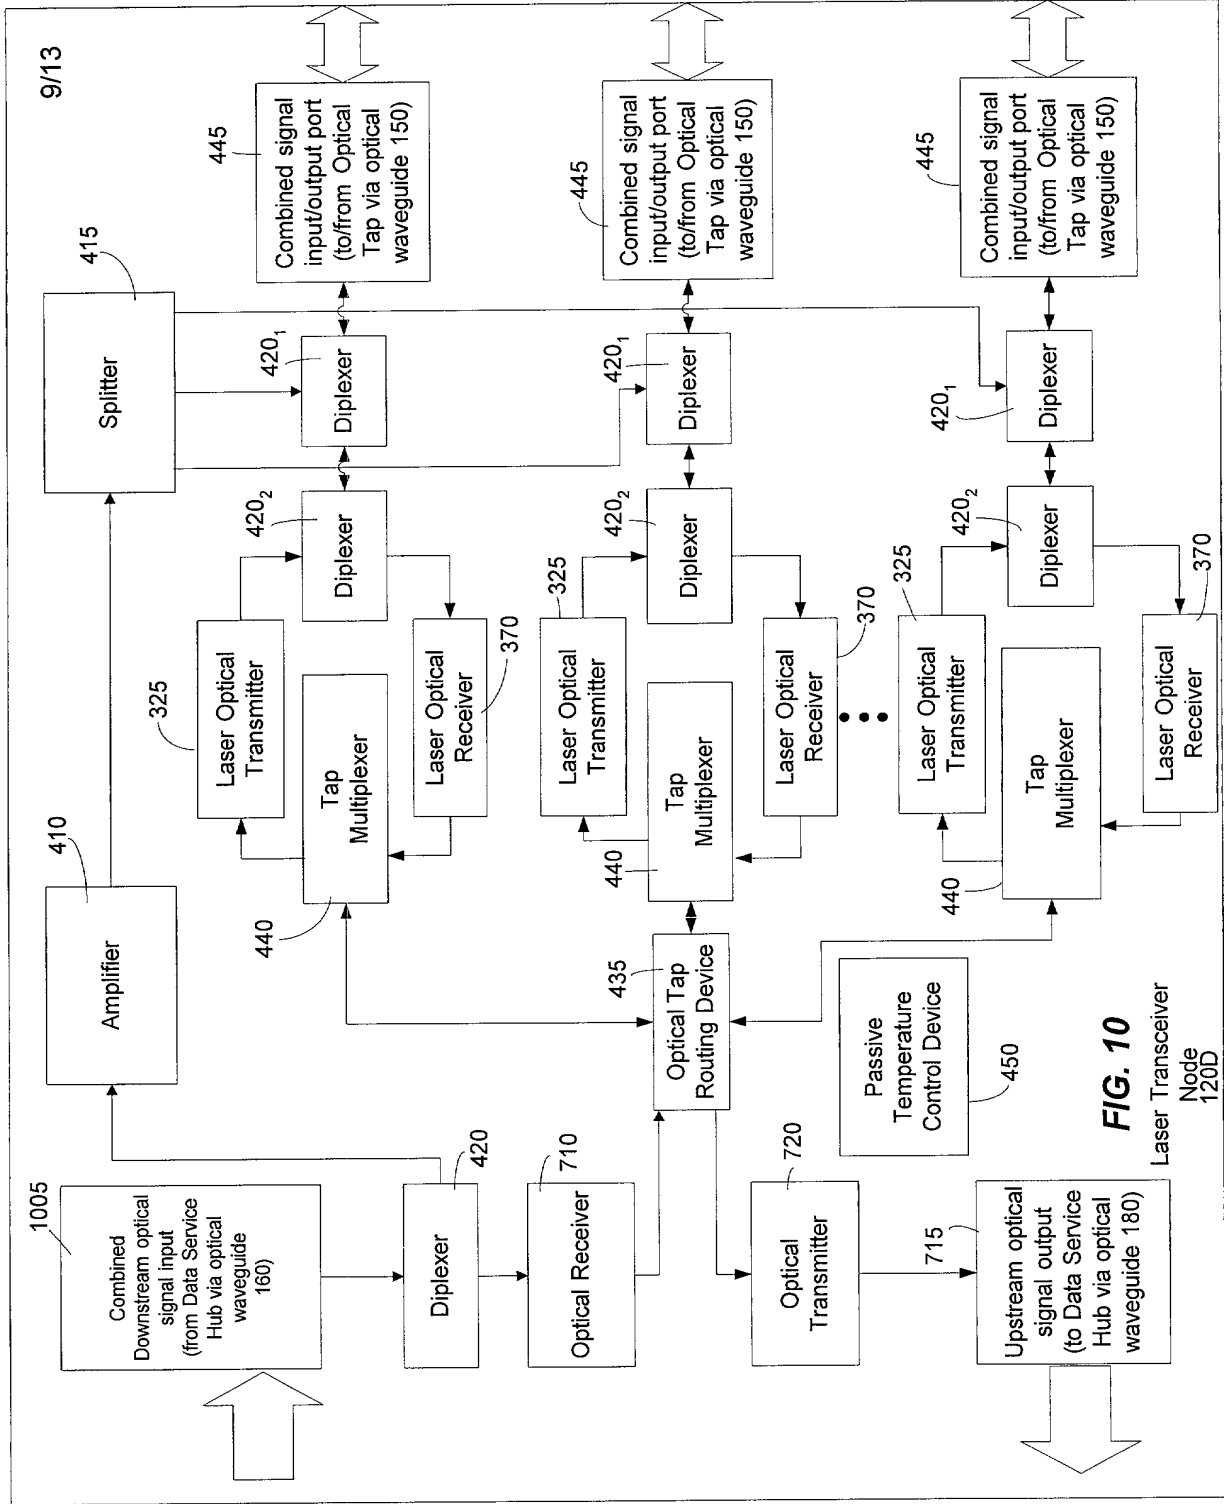 9/13
1005
Combined
Downstream optical
signal input
(from Data Service
Hub via optical
waveguide
160)
420
Diplexer
710
Optical Receiver
720
Optical
Transmitter
715
Upstream optical
signal output
(to Data Service
Hub via optical
waveguide 180)
410
Amplifier
435
Optical Tap
Routing Device
Passive
Temperature
Control Device
450
415
Splitter
325
Laser Optical
Transmitter
440
Tap
Multiplexer
Laser Optical
Receiver
370
420₂
Diplexer
420₁
Diplexer
445
Combined signal
input/output port
(to/from Optical
Tap via optical
waveguide 150)
325
Laser Optical
Transmitter
440
Tap
Multiplexer
Laser Optical
Receiver
370
420₂
Diplexer
420₁
Diplexer
445
Combined signal
input/output port
(to/from Optical
Tap via optical
waveguide 150)
325
Laser Optical
Transmitter
440
Tap
Multiplexer
Laser Optical
Receiver
370
420₂
Diplexer
420₁
Diplexer
445
Combined signal
input/output port
(to/from Optical
Tap via optical
waveguide 150)
FIG. 10
Laser Transceiver
Node
120D